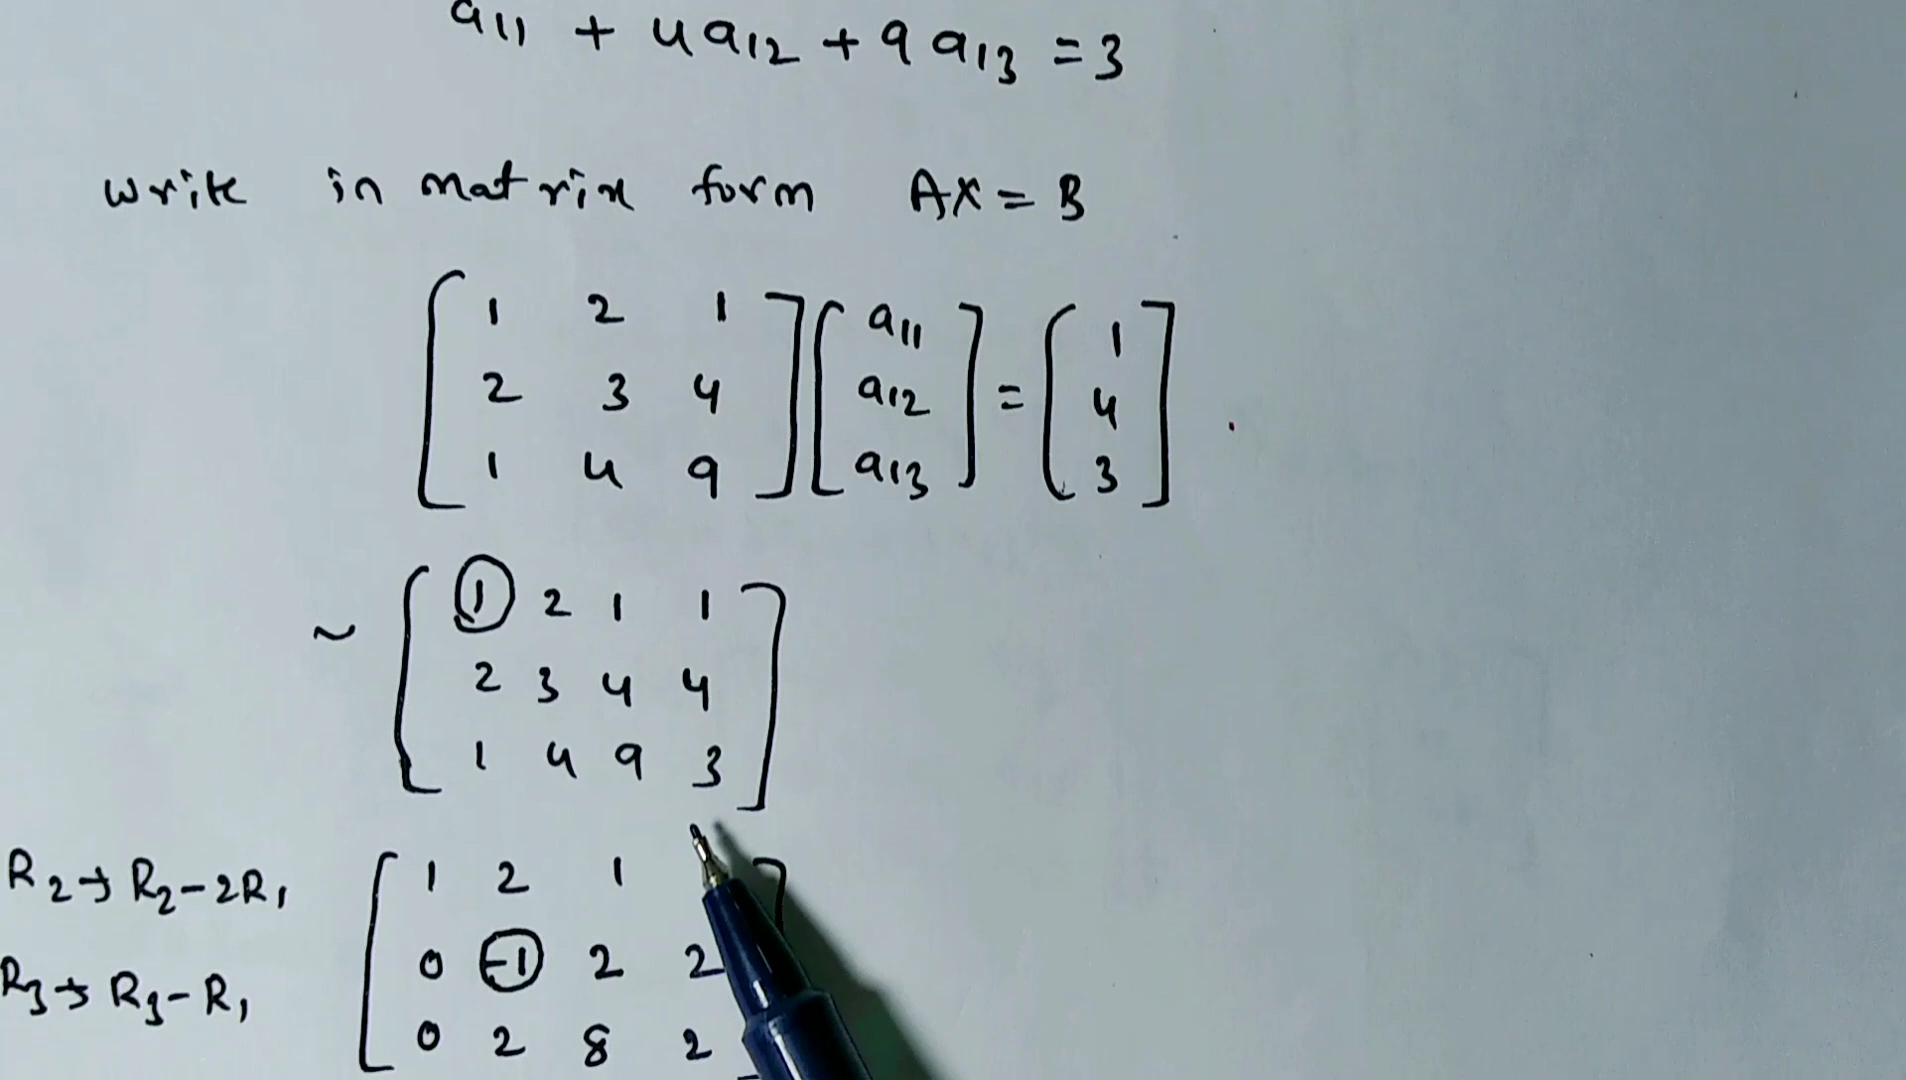 a11 + 4a12 + 9a13 = 3
write in matrix form AX = B
[ 1 2 1 ] [ a11 ] = [ 1 ]
[ 2 3 4 ] [ a12 ] = [ 4 ]
[ 1 4 9 ] [ a13 ] = [ 3 ]
~ [ 1 2 1 1 ]
[ 2 3 4 4 ]
[ 1 4 9 3 ]
R2 → R2-2R1 [ 1 2 1 ]
R3 → R3-R1 [ 0 -1 2 2
[ 0 2 8 2